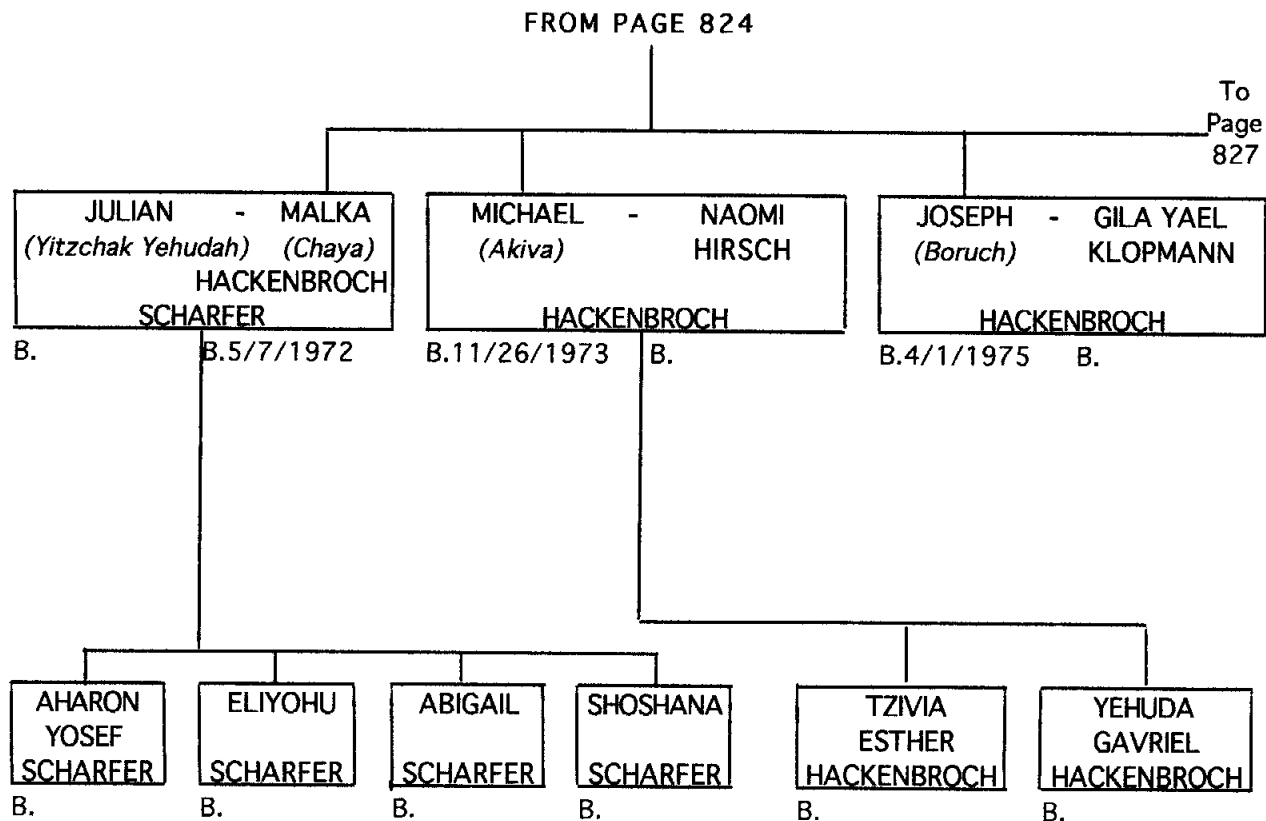 FROM PAGE 824
To
Page
827
JULIAN - MALKA
(Yitzchak Yehudah) (Chaya)
HACKENBROCH
SCHARFER
B. B.5/7/1972
MICHAEL - NAOMI
(Akiva) HIRSCH
HACKENBROCH
B.11/26/1973 B.
JOSEPH - GILA YAEL
(Boruch) KLOPMANN
HACKENBROCH
B.4/1/1975 B.
AHARON
YOSEF
SCHARFER
B.
ELIYOHU
SCHARFER
B.
ABIGAIL
SCHARFER
B.
SHOSHANA
SCHARFER
B.
TZIVIA
ESTHER
HACKENBROCH
B.
YEHUDA
GAVRIEL
HACKENBROCH
B.